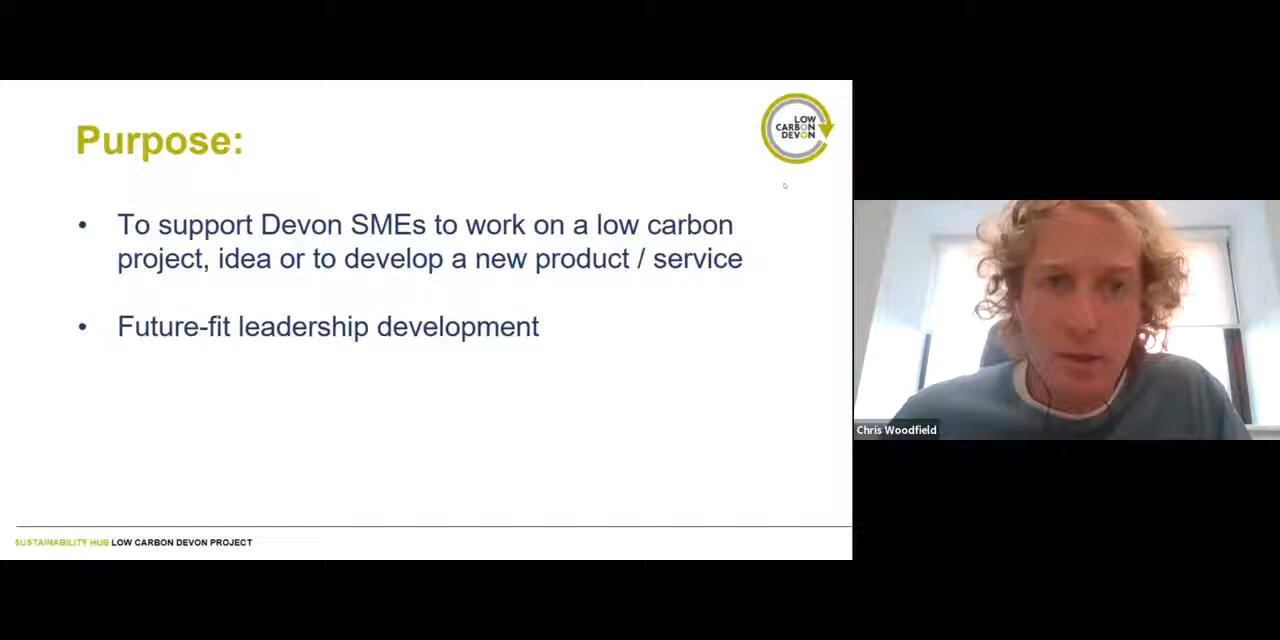 Purpose:
LOW
CARBON
DEVON
• To support Devon SMEs to work on a low carbon
project, idea or to develop a new product / service
• Future-fit leadership development
Chris Woodfield
SUSTAINABILITY HUB LOW CARBON DEVON PROJECT